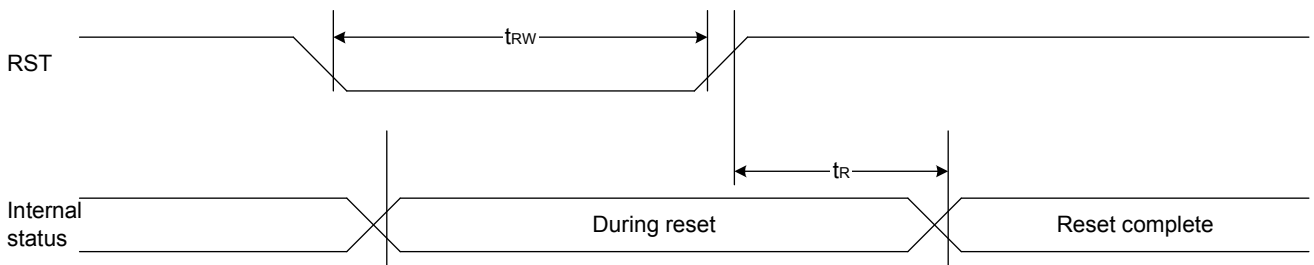 tRW
RST
tR
Internal
status
During reset
Reset complete